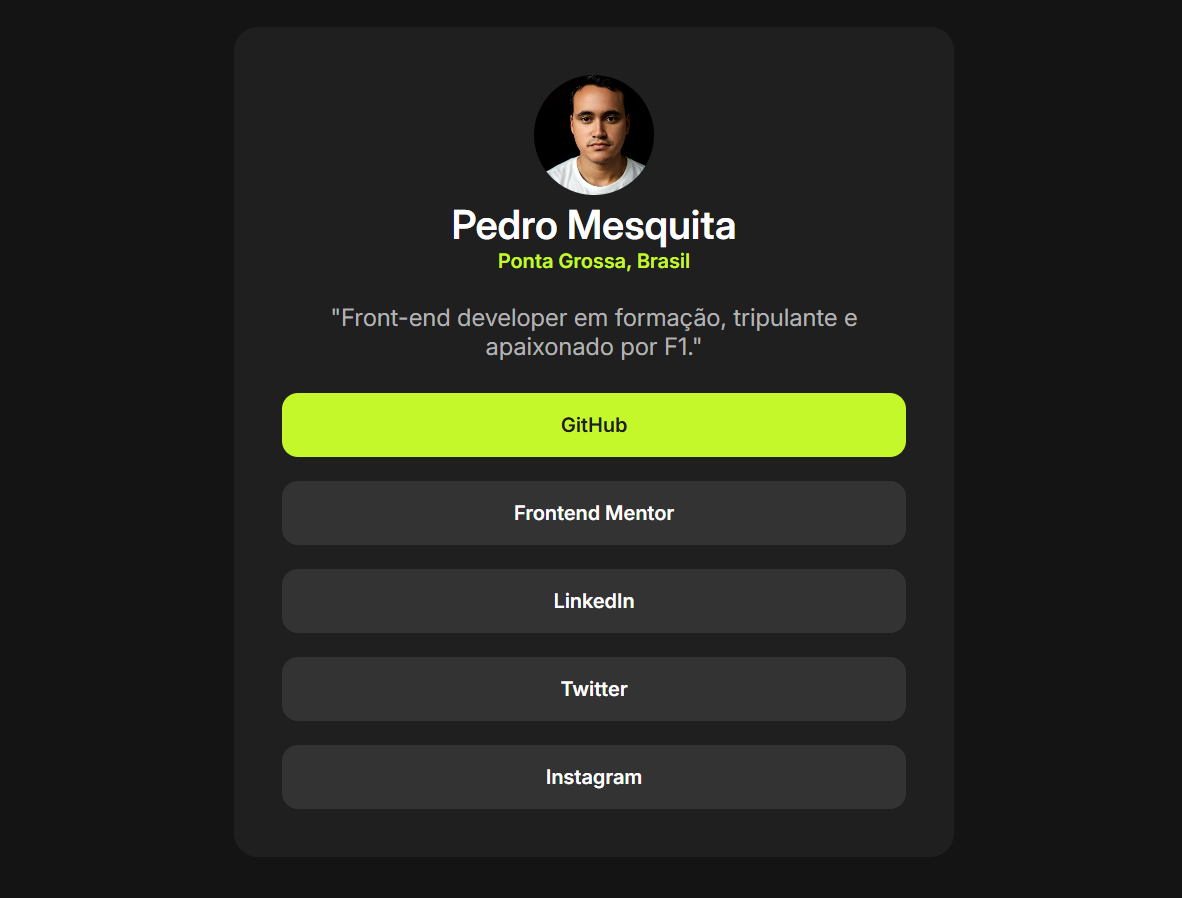 Pedro Mesquita
Ponta Grossa, Brasil
"Front-end developer em formação, tripulante e
apaixonado por F1."
GitHub
Frontend Mentor
LinkedIn
Twitter
Instagram